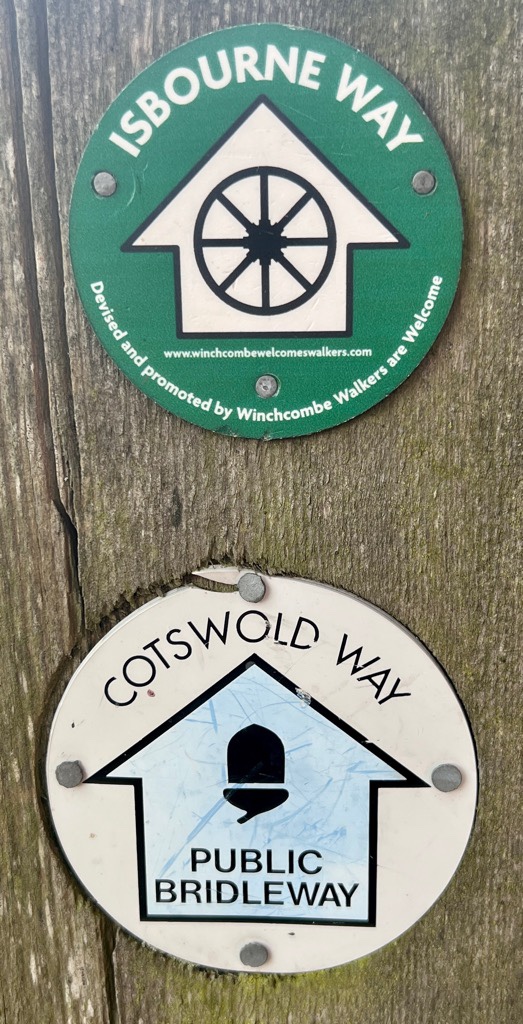 ISBOURNE WAY
www.winchcombewelcomeswalkers.com
Devised and promoted by Winchcombe Walkers are Welcome
COTSWOLD WAY
PUBLIC
BRIDLEWAY